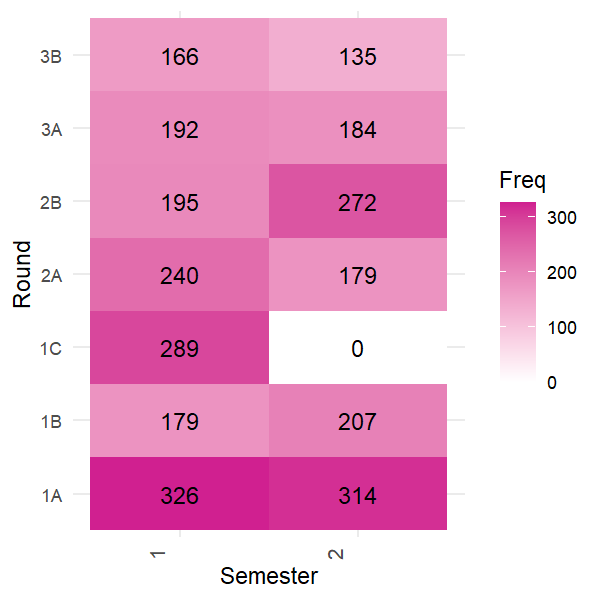 3B 166 135
3A 192 184
2B 195 272
2A 240 179
1C 289 0
1B 179 207
1A 326 314
1 2
Semester
Round
Freq
300
200
100
0